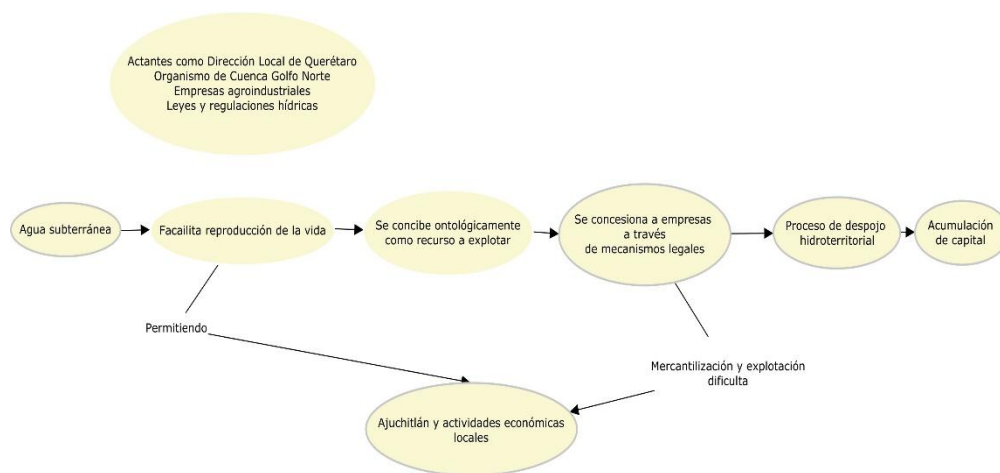 Actantes como Dirección Local de Querétaro
Organismo de Cuenca Golfo Norte
Empresas agroindustriales
Leyes y regulaciones hídricas
Agua subterránea
Facailita reproducción de la vida
Se concibe ontológicamente
como recurso a explotar
Se concesiona a empresas
a través
de mecanismos legales
Proceso de despojo
hidroterritorial
Acumulación
de capital
Permitiendo
Mercantilización y explotación
dificulta
Ajuchitlán y actividades económicas
locales